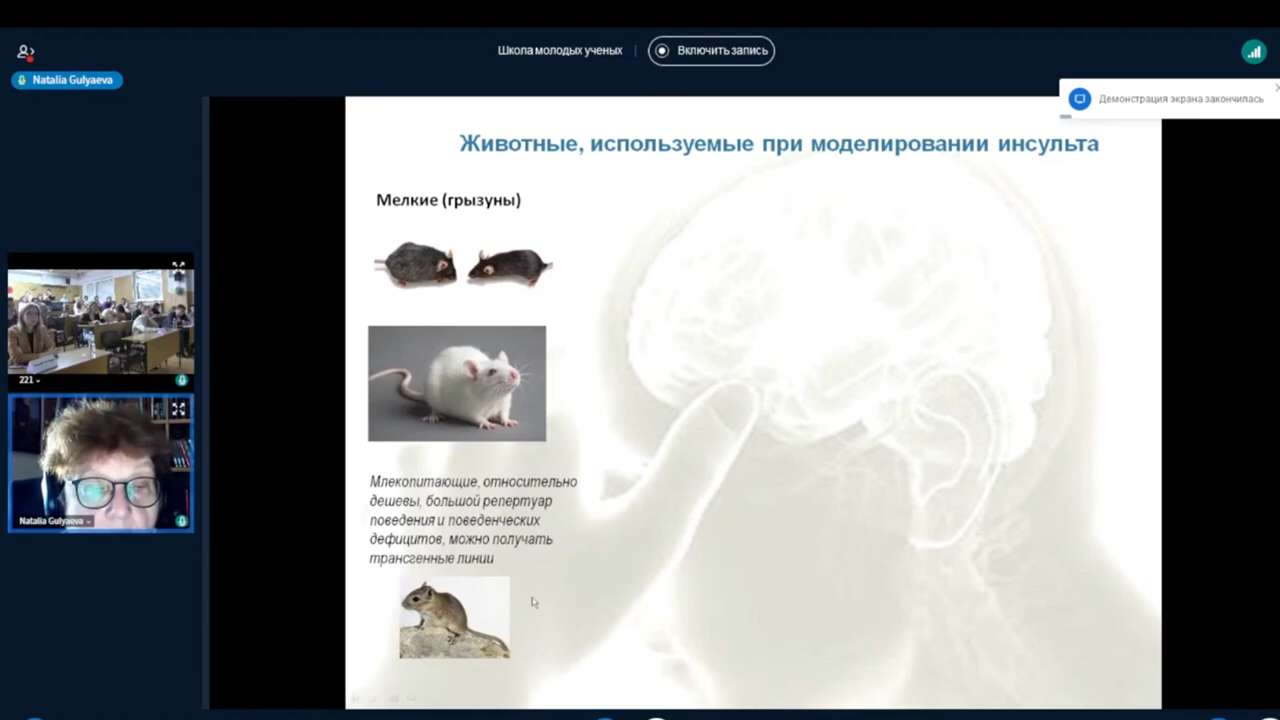 Школа молодых ученых
Включить запись
Natalia Gulyaeva
Демонстрация экрана закончилась
Животные, используемые при моделировании инсульта
Мелкие (грызуны)
Млекопитающие, относительно
дешевы, большой репертуар
поведения и поведенческих
дефицитов, можно получать
трансгенные линии
221
Natalia Gulyaeva